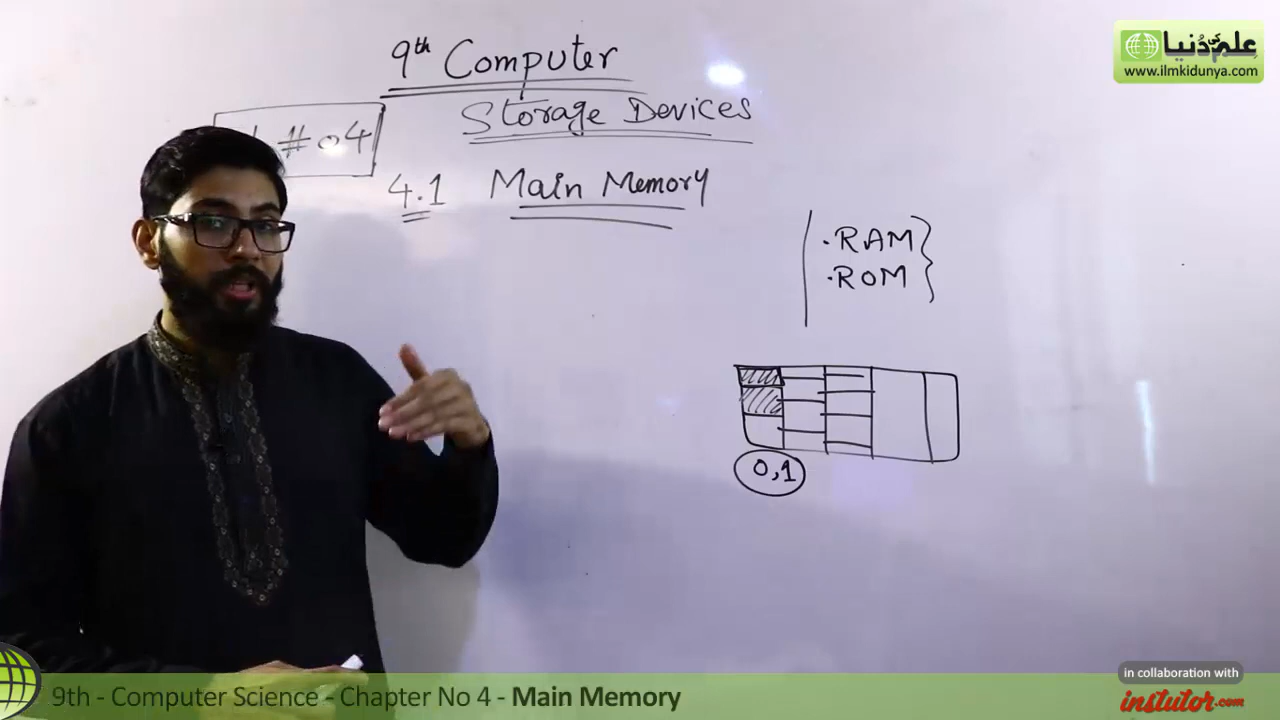 9th Computer
Storage Devices
# 04
4.1 Main Memory
.RAM
.ROM
0,1
علم کی دُنیا
www.ilmkidunya.com
in collaboration with
instutor.com
9th - Computer Science - Chapter No 4 - Main Memory